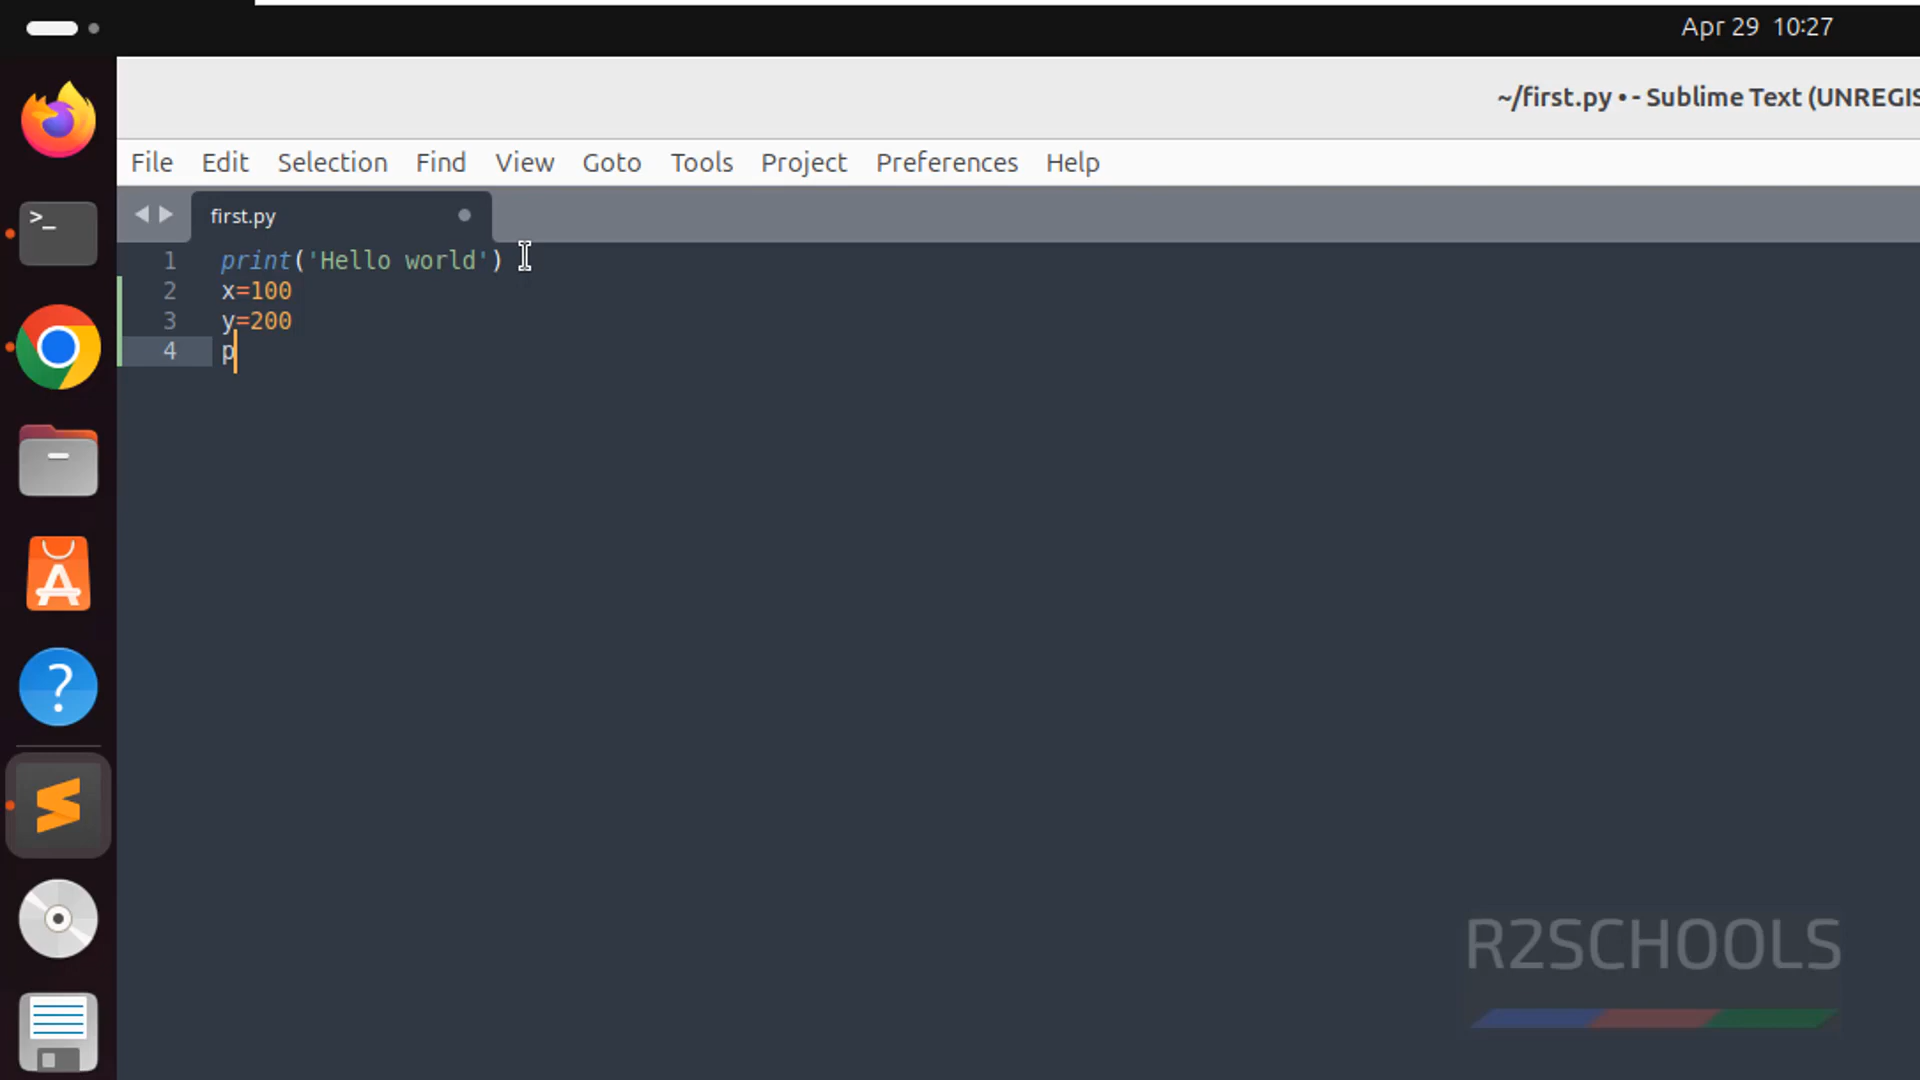 Apr 29 10:27
~/first.py • - Sublime Text (UNREGIS
File Edit Selection Find View Goto Tools Project Preferences Help
first.py
1 print('Hello world')
2 x=100
3 y=200
4 p
R2SCHOOLS